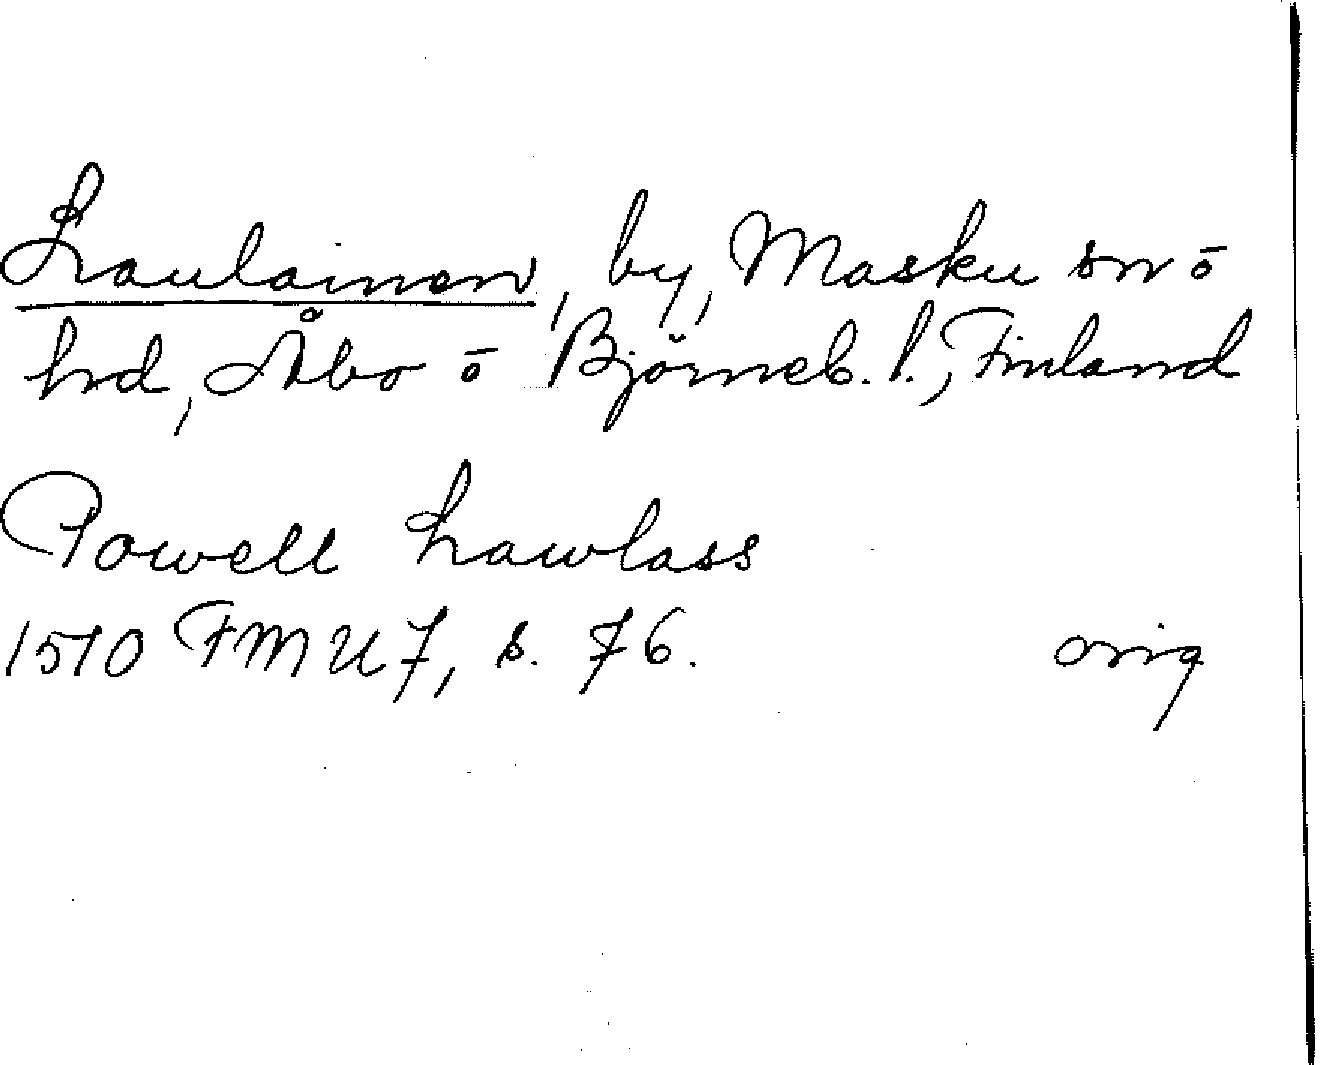 Laulainen, by, Masku sn ō
hd, Åbo ō Björneb. l., Finland
Powell Lawlass
1510 FMU 7, s. 76.
orig